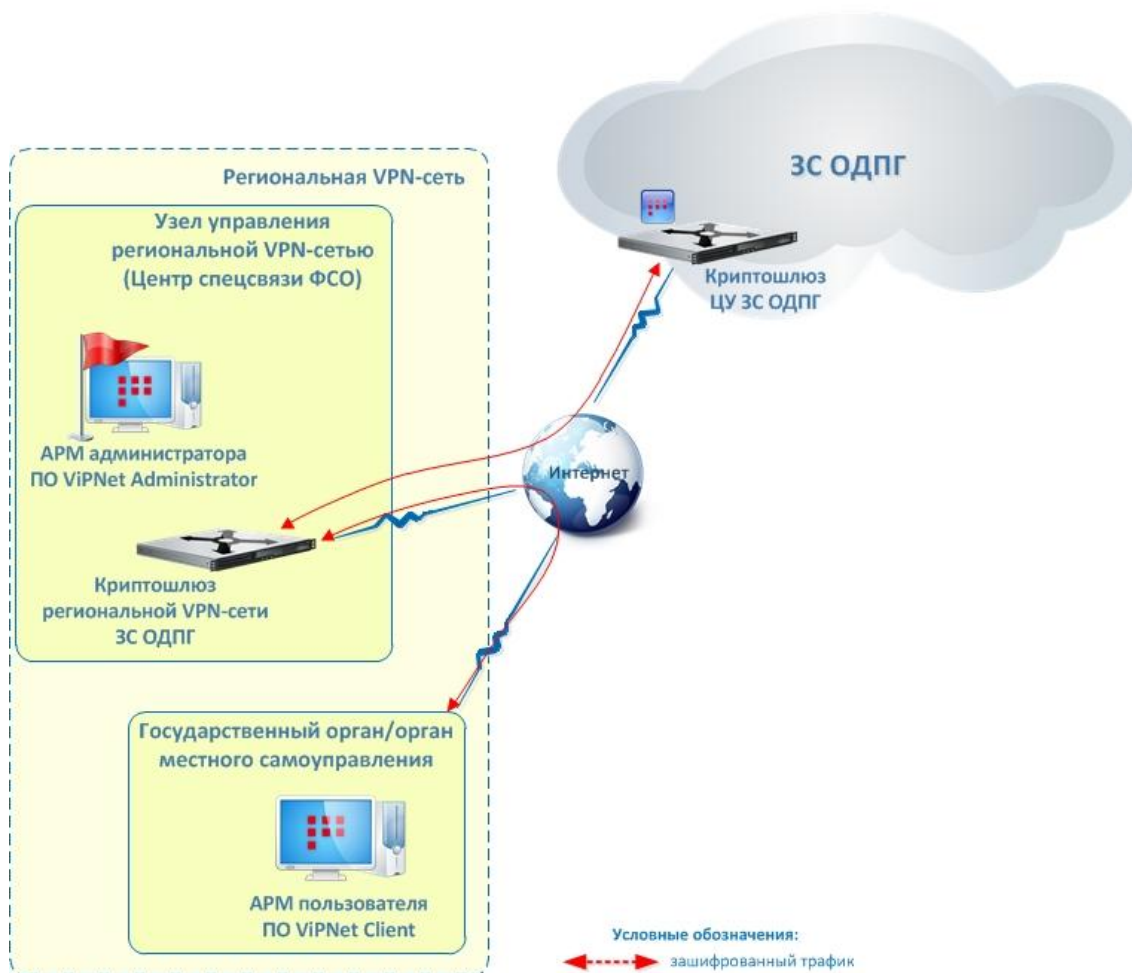 ЗС ОДПГ
Криптошлюз
ЦУ ЗС ОДПГ
Региональная VPN-сеть
Узел управления
региональной VPN-сетью
(Центр спецсвязи ФСО)
АРМ администратора
ПО ViPNet Administrator
Интернет
Криптошлюз
региональной VPN-сети
ЗС ОДПГ
Государственный орган/орган
местного самоуправления
АРМ пользователя
ПО ViPNet Client
Условные обозначения:
зашифрованный трафик